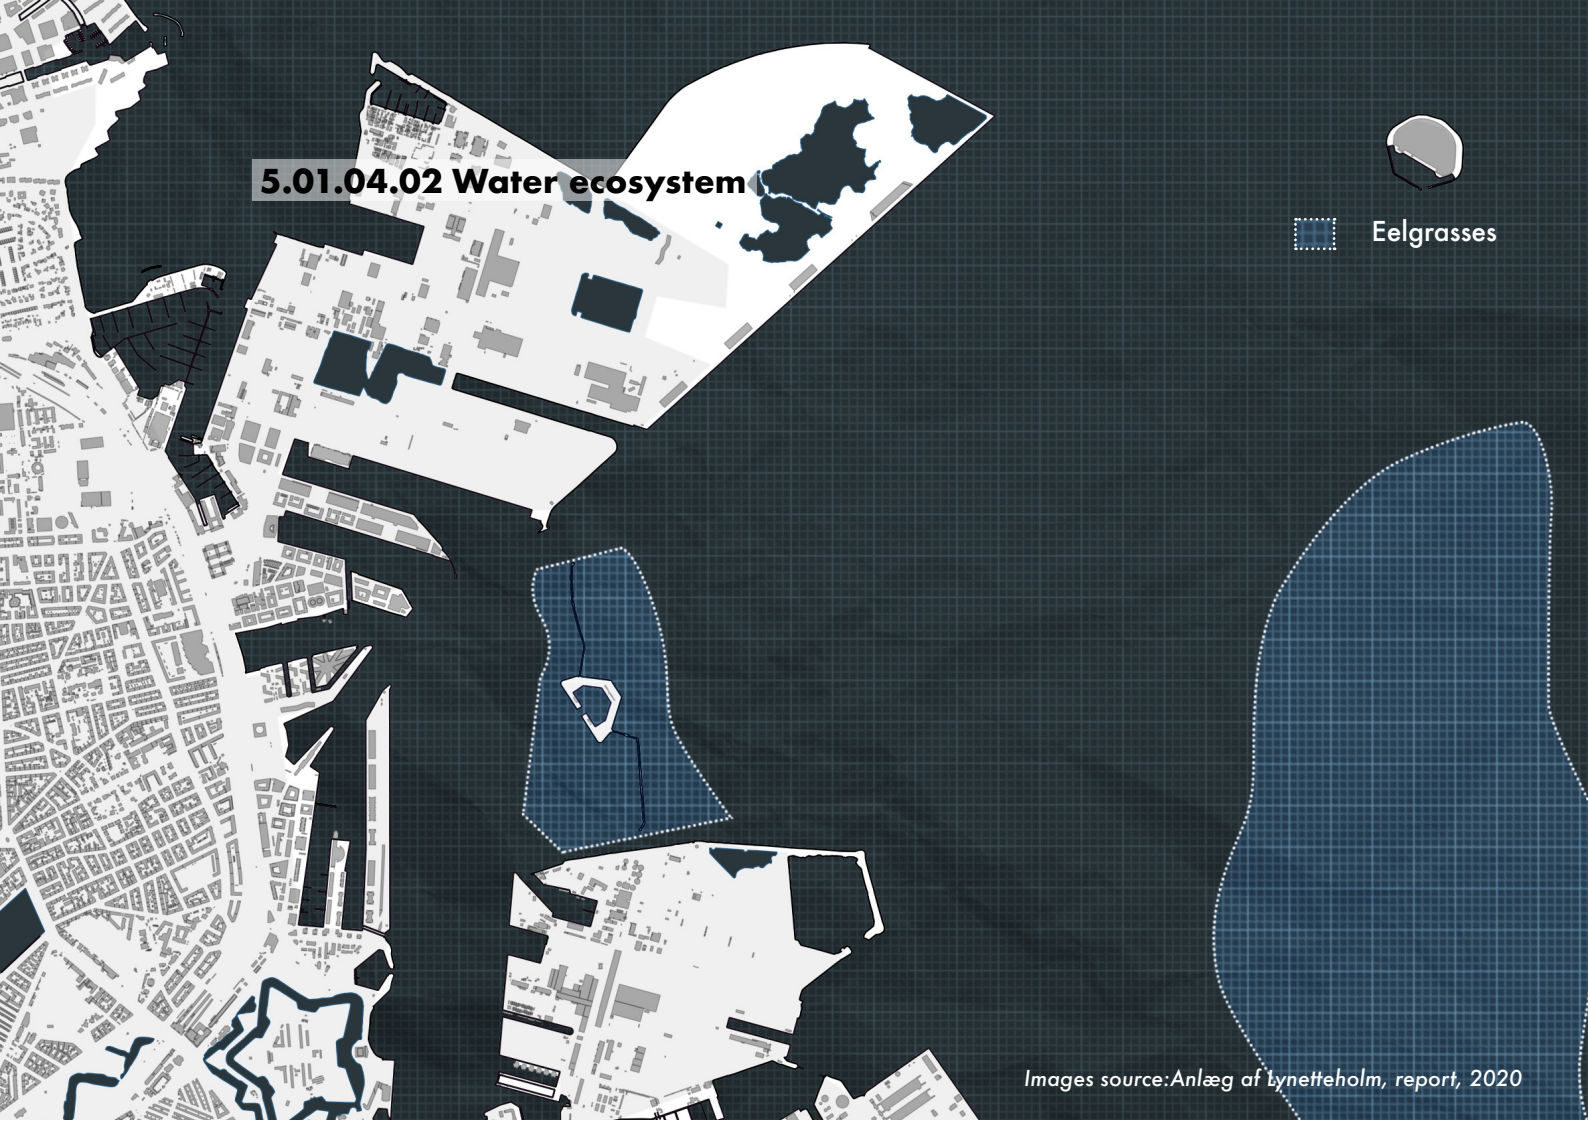 5.01.04.02 Water ecosystem
Eelgrasses
Images source:Anlæg af Lynetteholm, report, 2020